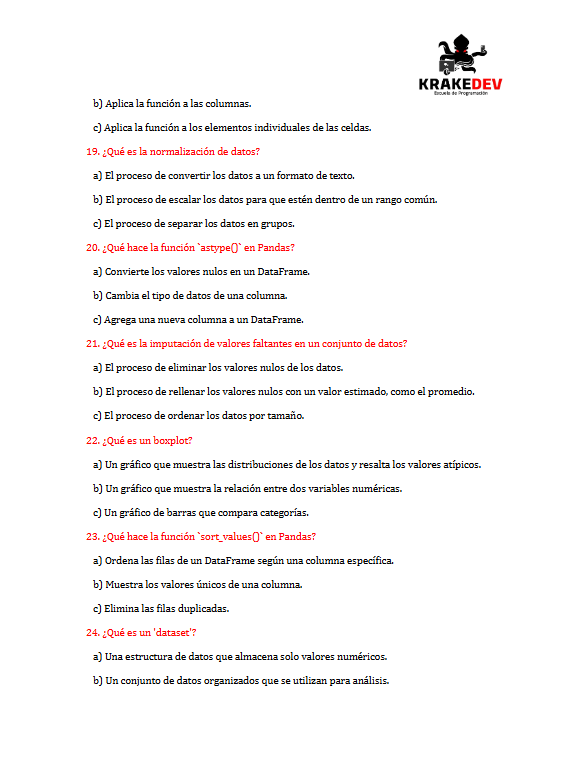 KRAKEDEV
Escuela de Programación
b) Aplica la función a las columnas.
c) Aplica la función a los elementos individuales de las celdas.
19. ¿Qué es la normalización de datos?
a) El proceso de convertir los datos a un formato de texto.
b) El proceso de escalar los datos para que estén dentro de un rango común.
c) El proceso de separar los datos en grupos.
20. ¿Qué hace la función `astype()` en Pandas?
a) Convierte los valores nulos en un DataFrame.
b) Cambia el tipo de datos de una columna.
c) Agrega una nueva columna a un DataFrame.
21. ¿Qué es la imputación de valores faltantes en un conjunto de datos?
a) El proceso de eliminar los valores nulos de los datos.
b) El proceso de rellenar los valores nulos con un valor estimado, como el promedio.
c) El proceso de ordenar los datos por tamaño.
22. ¿Qué es un boxplot?
a) Un gráfico que muestra las distribuciones de los datos y resalta los valores atípicos.
b) Un gráfico que muestra la relación entre dos variables numéricas.
c) Un gráfico de barras que compara categorías.
23. ¿Qué hace la función `sort_values()` en Pandas?
a) Ordena las filas de un DataFrame según una columna específica.
b) Muestra los valores únicos de una columna.
c) Elimina las filas duplicadas.
24. ¿Qué es un 'dataset'?
a) Una estructura de datos que almacena solo valores numéricos.
b) Un conjunto de datos organizados que se utilizan para análisis.